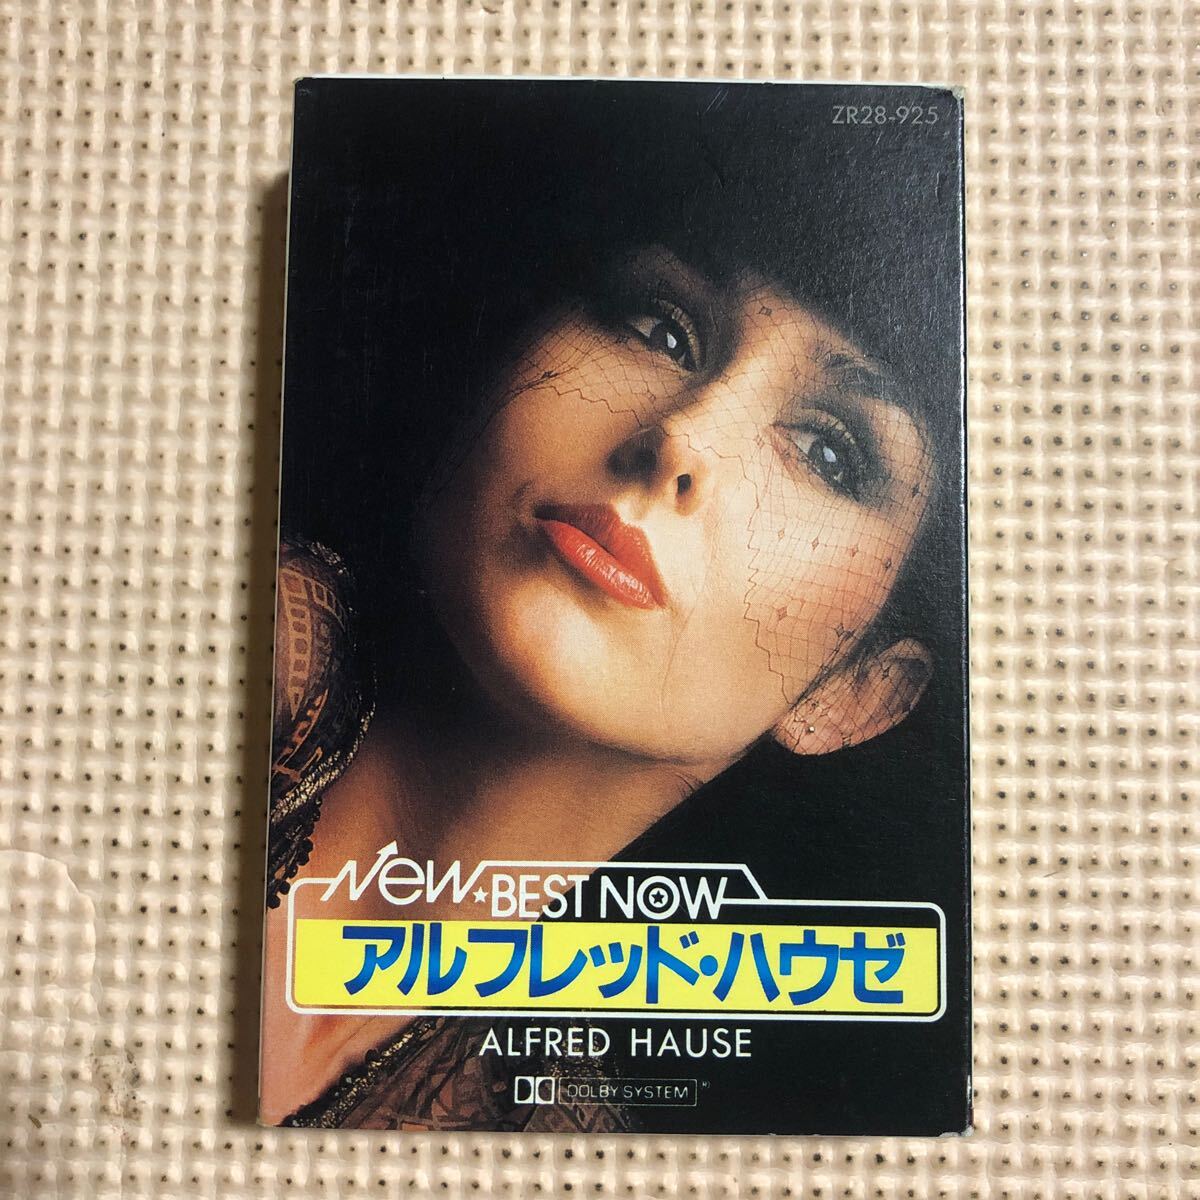 ZR28-925
New★BEST NOW
アルフレッド・ハウゼ
ALFRED HAUSE
DOLBY SYSTEM ®